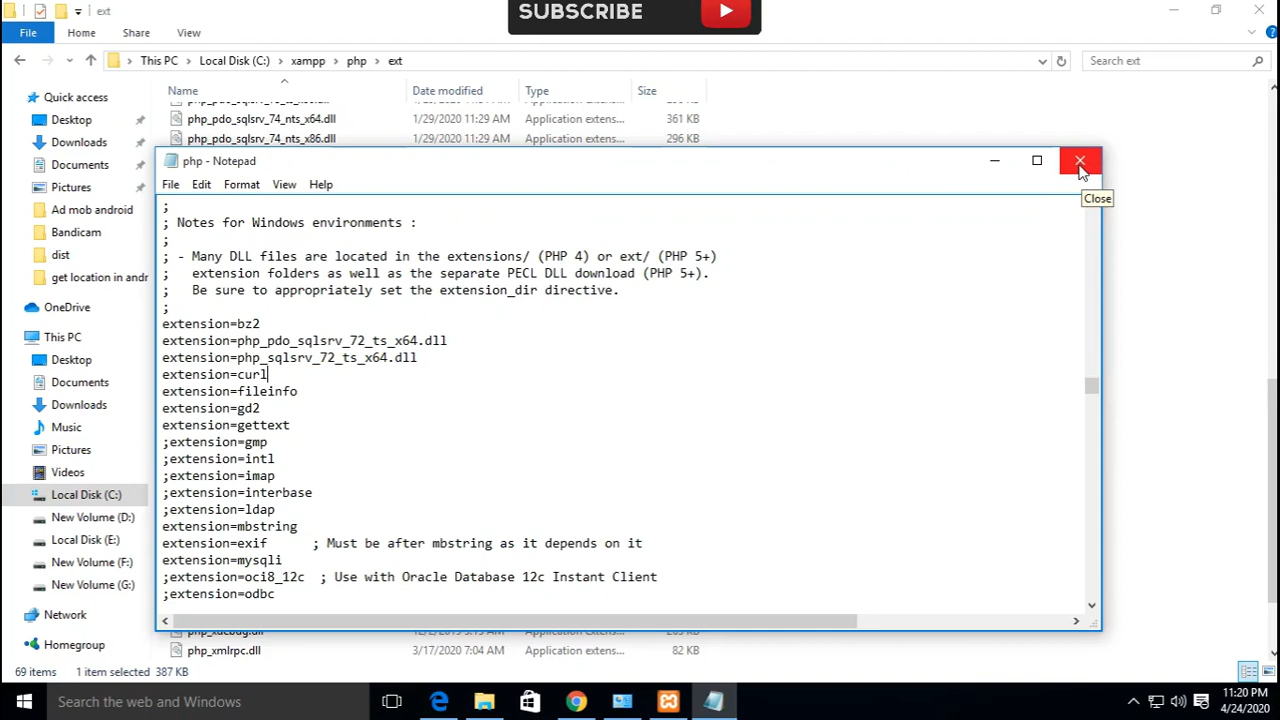 ext
SUBSCRIBE
File Home Share View
This PC Local Disk (C:) xampp php ext
Search ext
Name Date modified Type Size
php_pdo_sqlsrv_74_nts_x64.dll 1/29/2020 11:29 AM Application extens... 361 KB
php_pdo_sqlsrv_74_nts_x86.dll 1/29/2020 11:29 AM Application extens... 296 KB
Quick access
Desktop
Downloads
Documents
Pictures
Ad mob android
Bandicam
dist
get location in andr
OneDrive
This PC
Desktop
Documents
Downloads
Music
Pictures
Videos
Local Disk (C:)
New Volume (D:)
Local Disk (E:)
New Volume (F:)
New Volume (G:)
Network
Homegroup
php - Notepad
Close
File Edit Format View Help
;
; Notes for Windows environments :
;
; - Many DLL files are located in the extensions/ (PHP 4) or ext/ (PHP 5+)
;   extension folders as well as the separate PECL DLL download (PHP 5+).
;   Be sure to appropriately set the extension_dir directive.
;
extension=bz2
extension=php_pdo_sqlsrv_72_ts_x64.dll
extension=php_sqlsrv_72_ts_x64.dll
extension=curl
extension=fileinfo
extension=gd2
extension=gettext
;extension=gmp
;extension=intl
;extension=imap
;extension=interbase
;extension=ldap
extension=mbstring
extension=exif      ; Must be after mbstring as it depends on it
extension=mysqli
;extension=oci8_12c  ; Use with Oracle Database 12c Instant Client
;extension=odbc
php_xmlrpc.dll 3/17/2020 7:04 AM Application extens... 82 KB
69 items 1 item selected 387 KB
Search the web and Windows
11:20 PM
4/24/2020